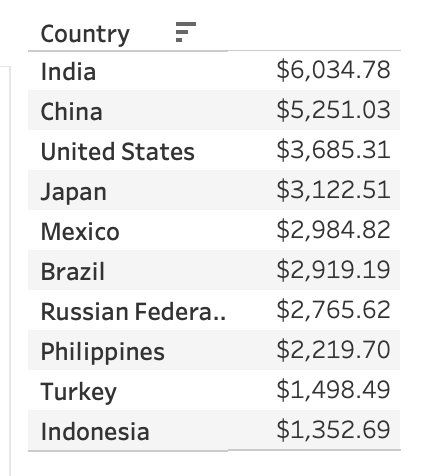 Country
India $6,034.78
China $5,251.03
United States $3,685.31
Japan $3,122.51
Mexico $2,984.82
Brazil $2,919.19
Russian Federa.. $2,765.62
Philippines $2,219.70
Turkey $1,498.49
Indonesia $1,352.69